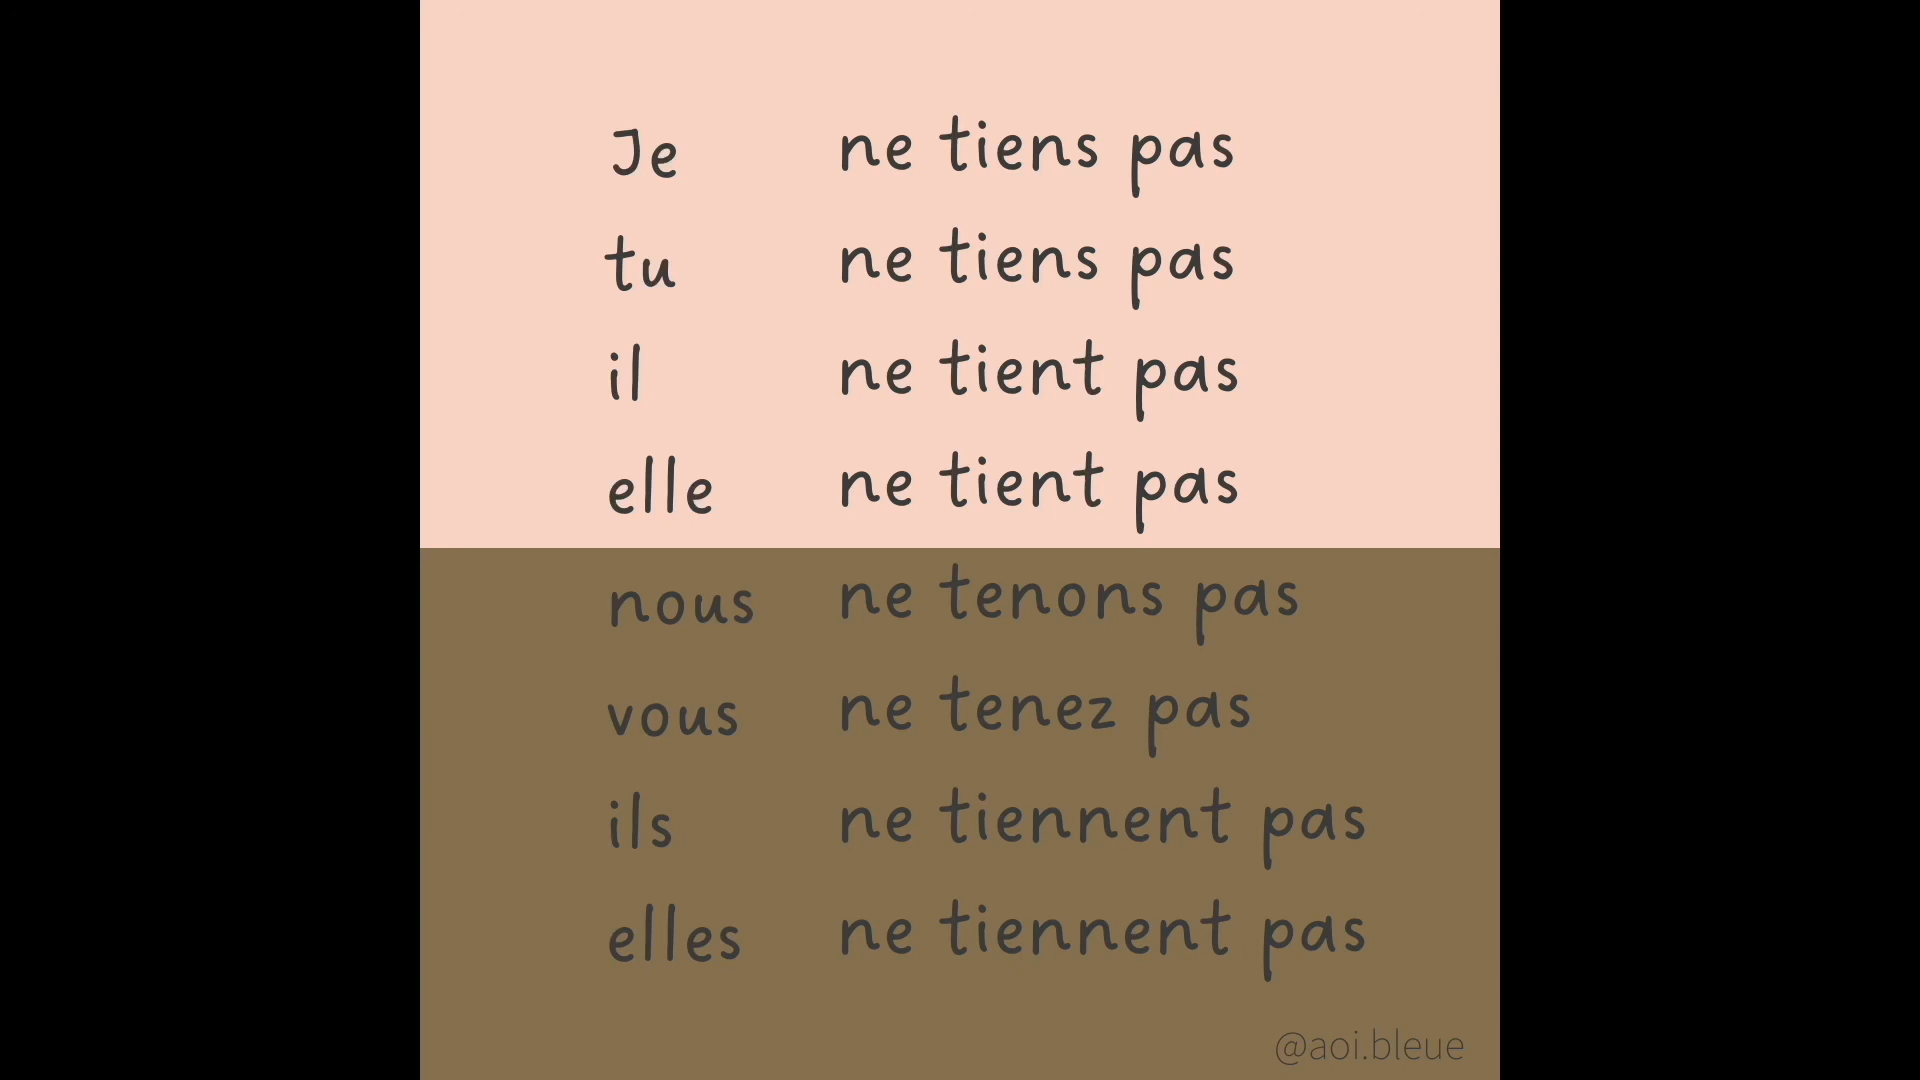 Je ne tiens pas
tu ne tiens pas
il ne tient pas
elle ne tient pas
nous ne tenons pas
vous ne tenez pas
ils ne tiennent pas
elles ne tiennent pas
@aoi.bleue